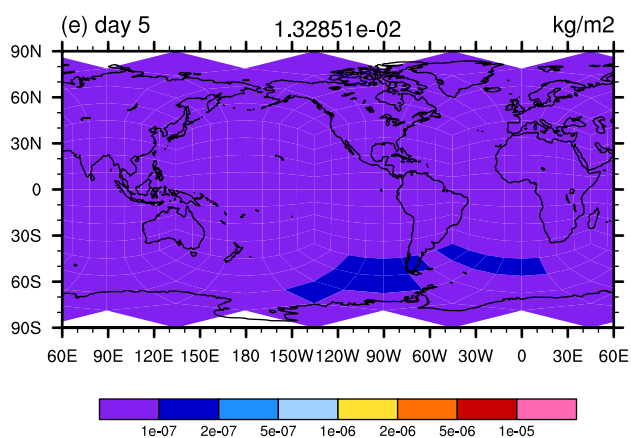 (e) day 5 1.32851e-02 kg/m2
90N
60N
30N
0
30S
60S
90S
60E 90E 120E 150E 180 150W 120W 90W 60W 30W 0 30E 60E
1e-07 2e-07 5e-07 1e-06 2e-06 5e-06 1e-05